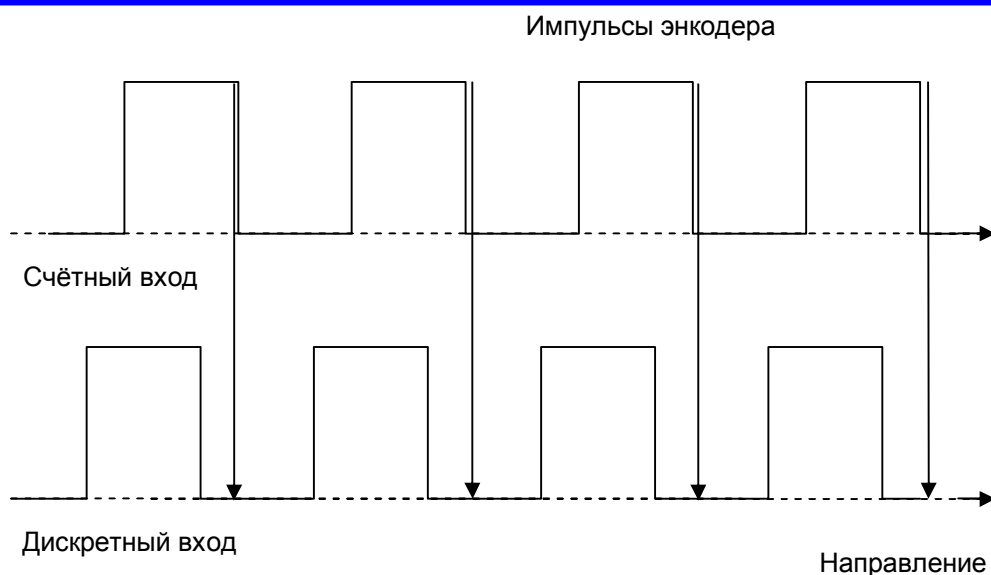 Импульсы энкодера
Счётный вход
Дискретный вход
Направление